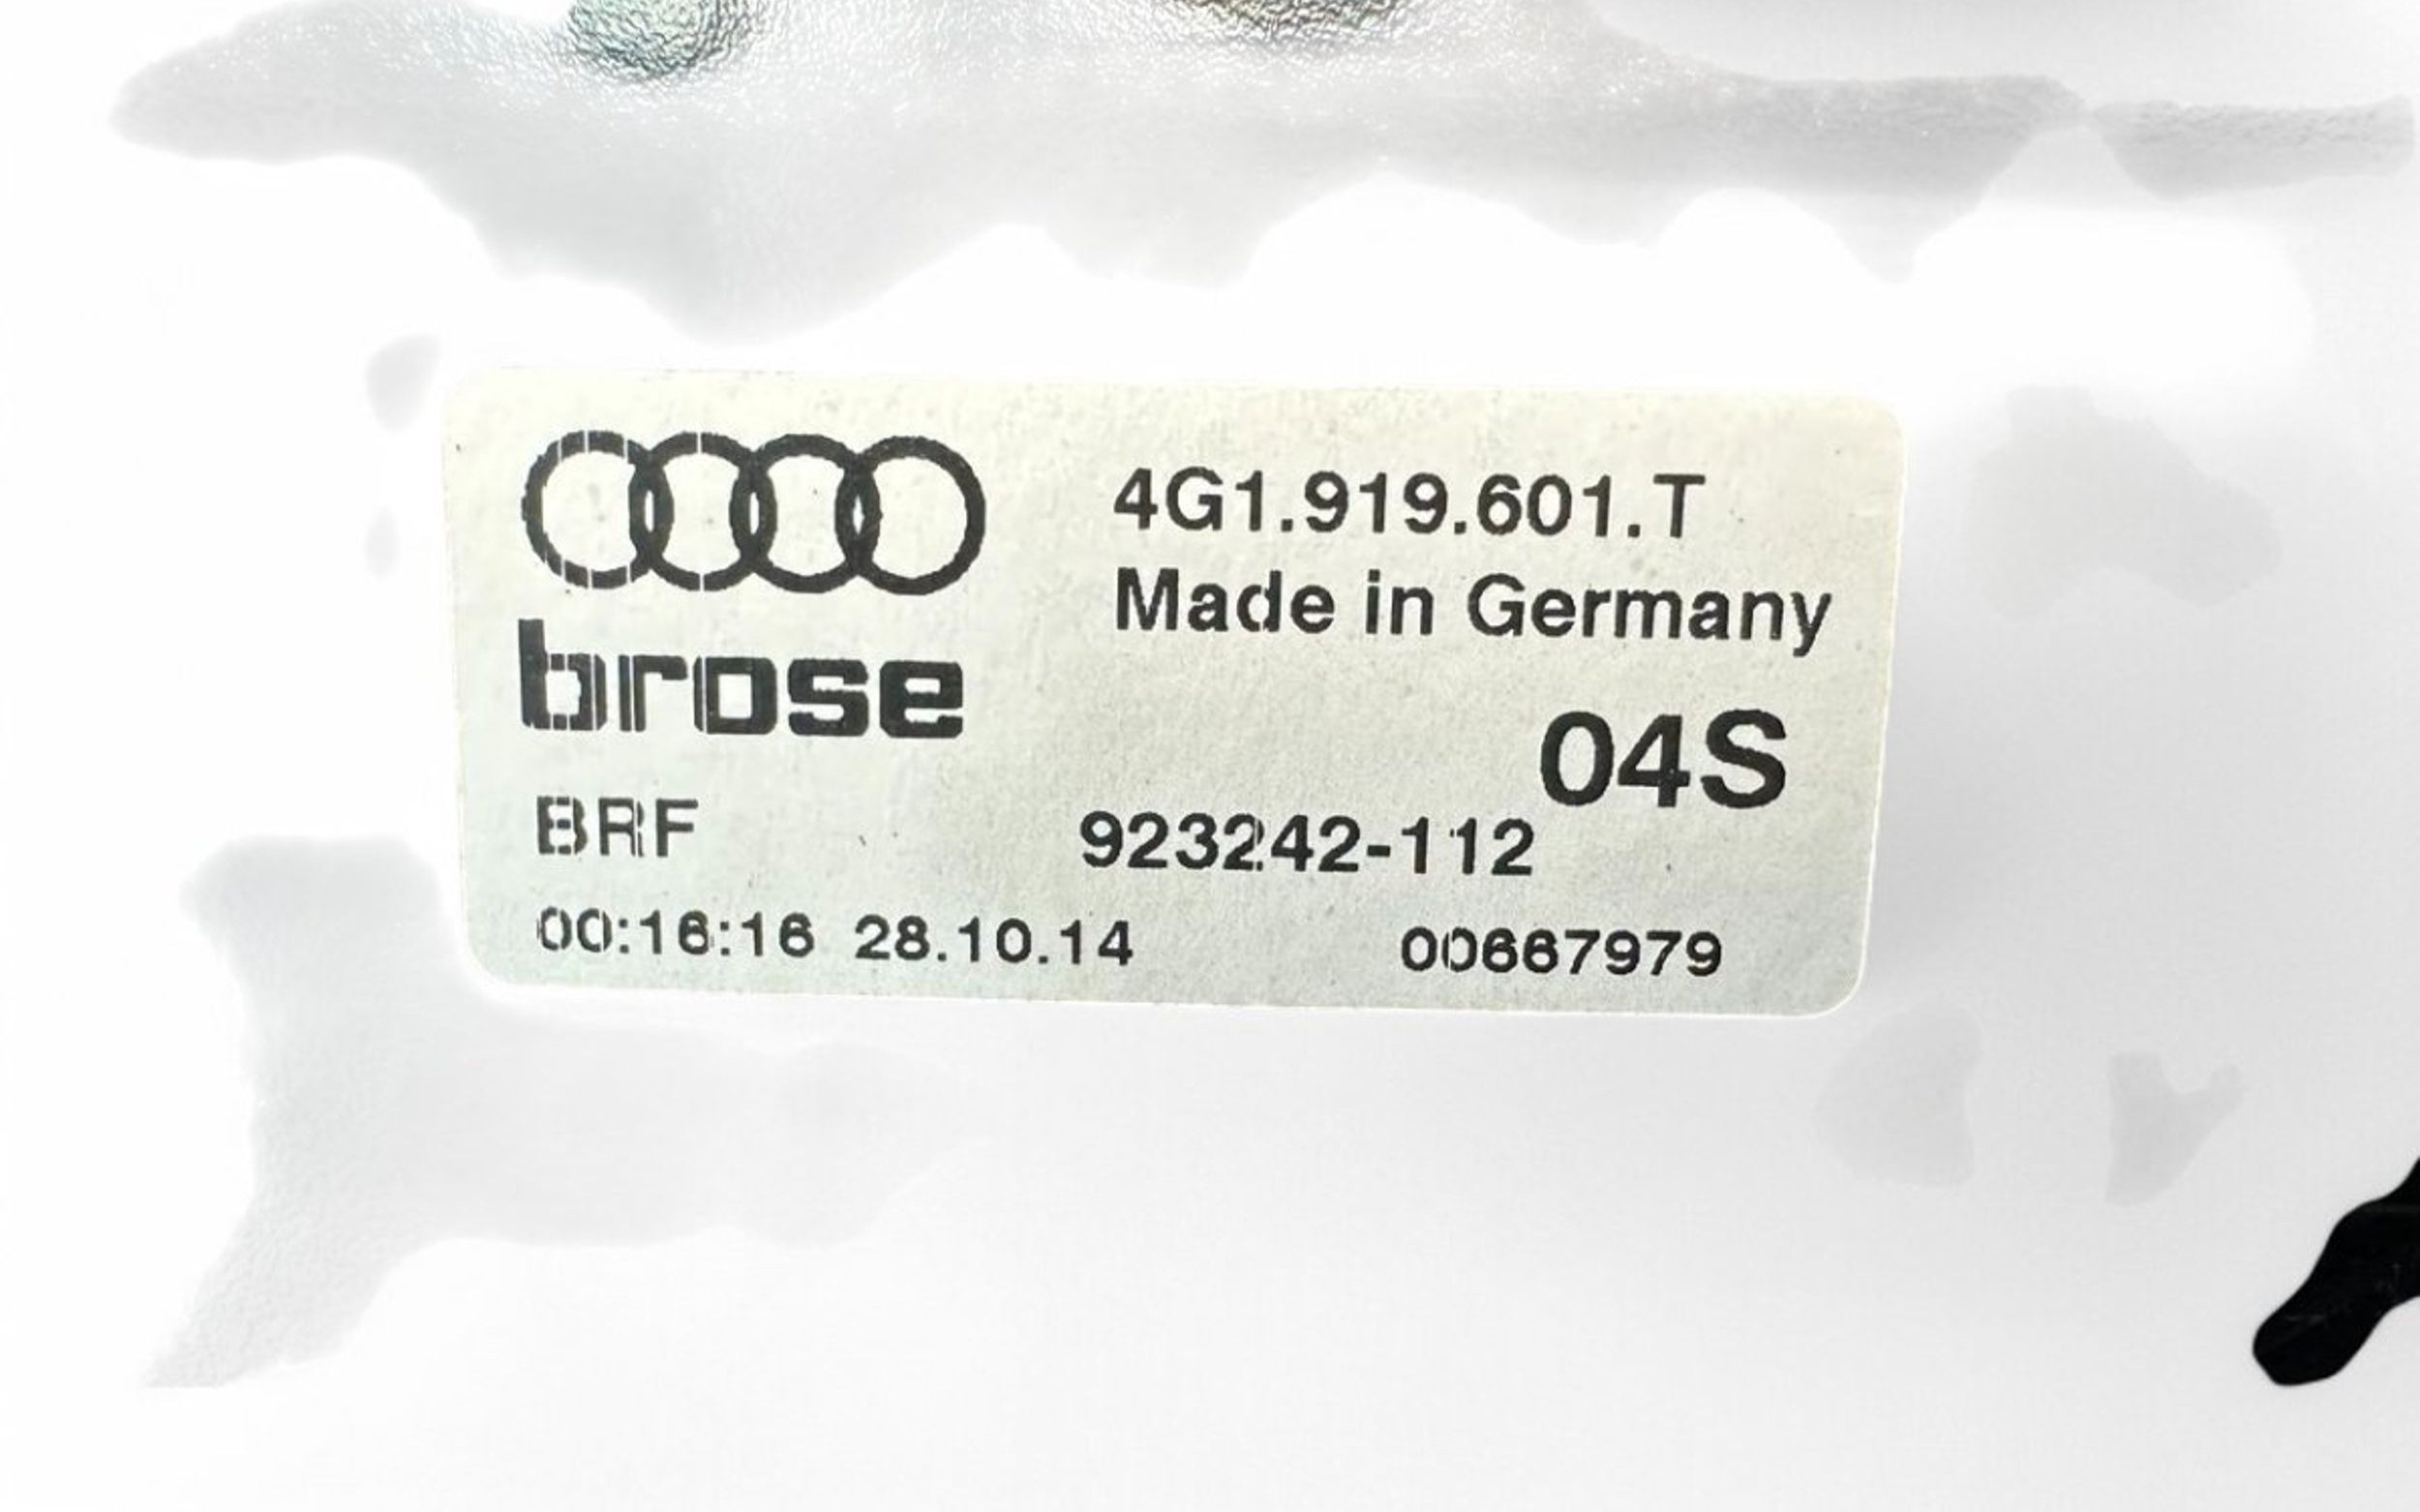 4G1.919.601.T
Made in Germany
brose
04S
BRF
923242-112
00:16:16 28.10.14
00667979